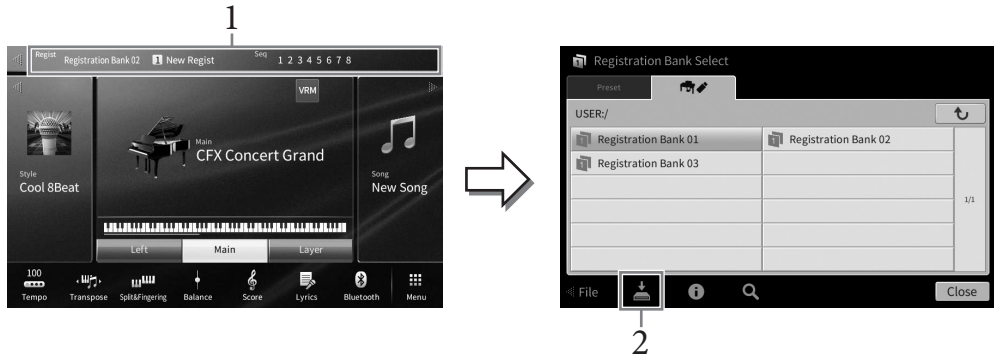 1
Regist
Registration Bank 02 1 New Regist
Seq
1 2 3 4 5 6 7 8
VRM
Main
CFX Concert Grand
Style
Cool 8Beat
Song
New Song
Left Main Layer
100
Tempo Transpose Split&Fingering Balance Score Lyrics Bluetooth Menu
Registration Bank Select
Preset
USER:/
Registration Bank 01 Registration Bank 02
Registration Bank 03
1/1
File Close
2